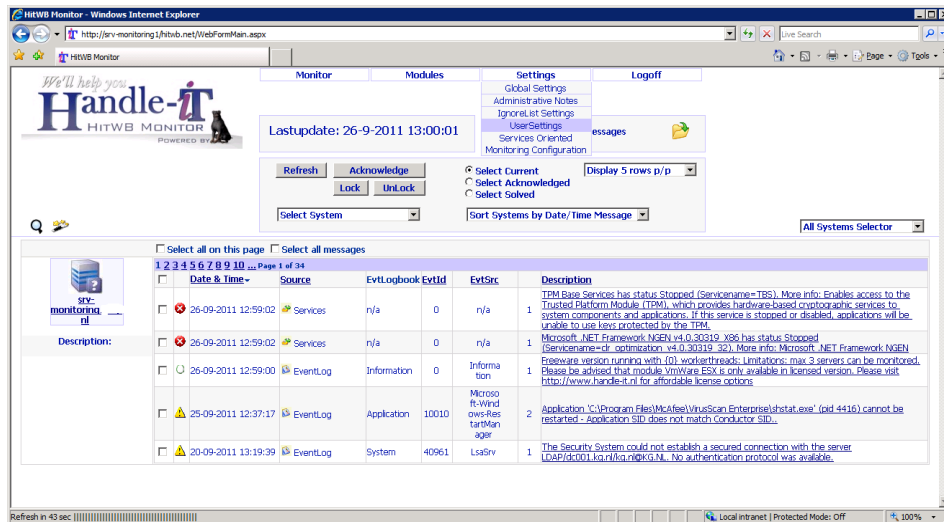 HitWB Monitor - Windows Internet Explorer
http://srv-monitoring1/hitwb.net/WebFormMain.aspx
Live Search
HitWB Monitor
Page
Tools
We'll help you
Handle-iT
HITWB MONITOR
POWERED BY
Monitor
Modules
Settings
Logoff
Global Settings
Administrative Notes
IgnoreList Settings
UserSettings
Services Oriented
Monitoring Configuration
Lastupdate: 26-9-2011 13:00:01
essages
Refresh
Acknowledge
Lock
UnLock
Select Current
Select Acknowledged
Select Solved
Display 5 rows p/p
Select System
Sort Systems by Date/Time Message
All Systems Selector
Select all on this page
Select all messages
srv-
monitoring
nl
Description:
1 2 3 4 5 6 7 8 9 10 ... Page 1 of 34
Date & Time Source EvtLogbook EvtId EvtSrc Description
26-09-2011 12:59:02 Services n/a 0 n/a 1
TPM Base Services has status Stopped (Servicename=TBS). More info: Enables access to the
Trusted Platform Module (TPM), which provides hardware-based cryptographic services to
system components and applications. If this service is stopped or disabled, applications will be
unable to use keys protected by the TPM.
26-09-2011 12:59:02 Services n/a 0 n/a 1
Microsoft .NET Framework NGEN v4.0.30319_X86 has status Stopped
(Servicename=clr_optimization_v4.0.30319_32). More info: Microsoft .NET Framework NGEN
26-09-2011 12:59:00 EventLog Information 0
Informa
tion
1
Freeware version running with {0} workerthreads; Limitations: max 3 servers can be monitored.
Please be advised that module VmWare ESX is only available in licensed version. Please visit
http://www.handle-it.nl for affordable license options
25-09-2011 12:37:17 EventLog Application 10010
Microso
ft-Wind
ows-Res
tartMan
ager
2
Application 'C:\Program Files\McAfee\VirusScan Enterprise\shstat.exe' (pid 4416) cannot be
restarted - Application SID does not match Conductor SID..
20-09-2011 13:19:39 EventLog System 40961 LsaSrv 1
The Security System could not establish a secured connection with the server
LDAP/dc001.kg.nl/kg.nl@KG.NL. No authentication protocol was available.
Refresh in 43 sec
Local intranet | Protected Mode: Off
100%